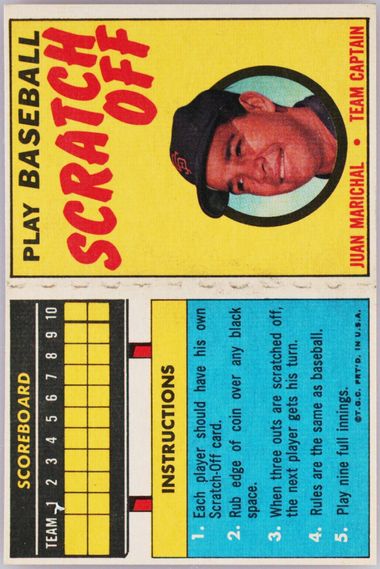 PLAY BASEBALL
SCRATCH
OFF
SF
JUAN MARICHAL • TEAM CAPTAIN
SCOREBOARD
TEAM 1 2 3 4 5 6 7 8 9 10
INSTRUCTIONS
1. Each player should have his own
Scratch-Off card.
2. Rub edge of coin over any black
space.
3. When three outs are scratched off,
the next player gets his turn.
4. Rules are the same as baseball.
5. Play nine full innings.
©T.C.G. PRT'D. IN U.S.A.